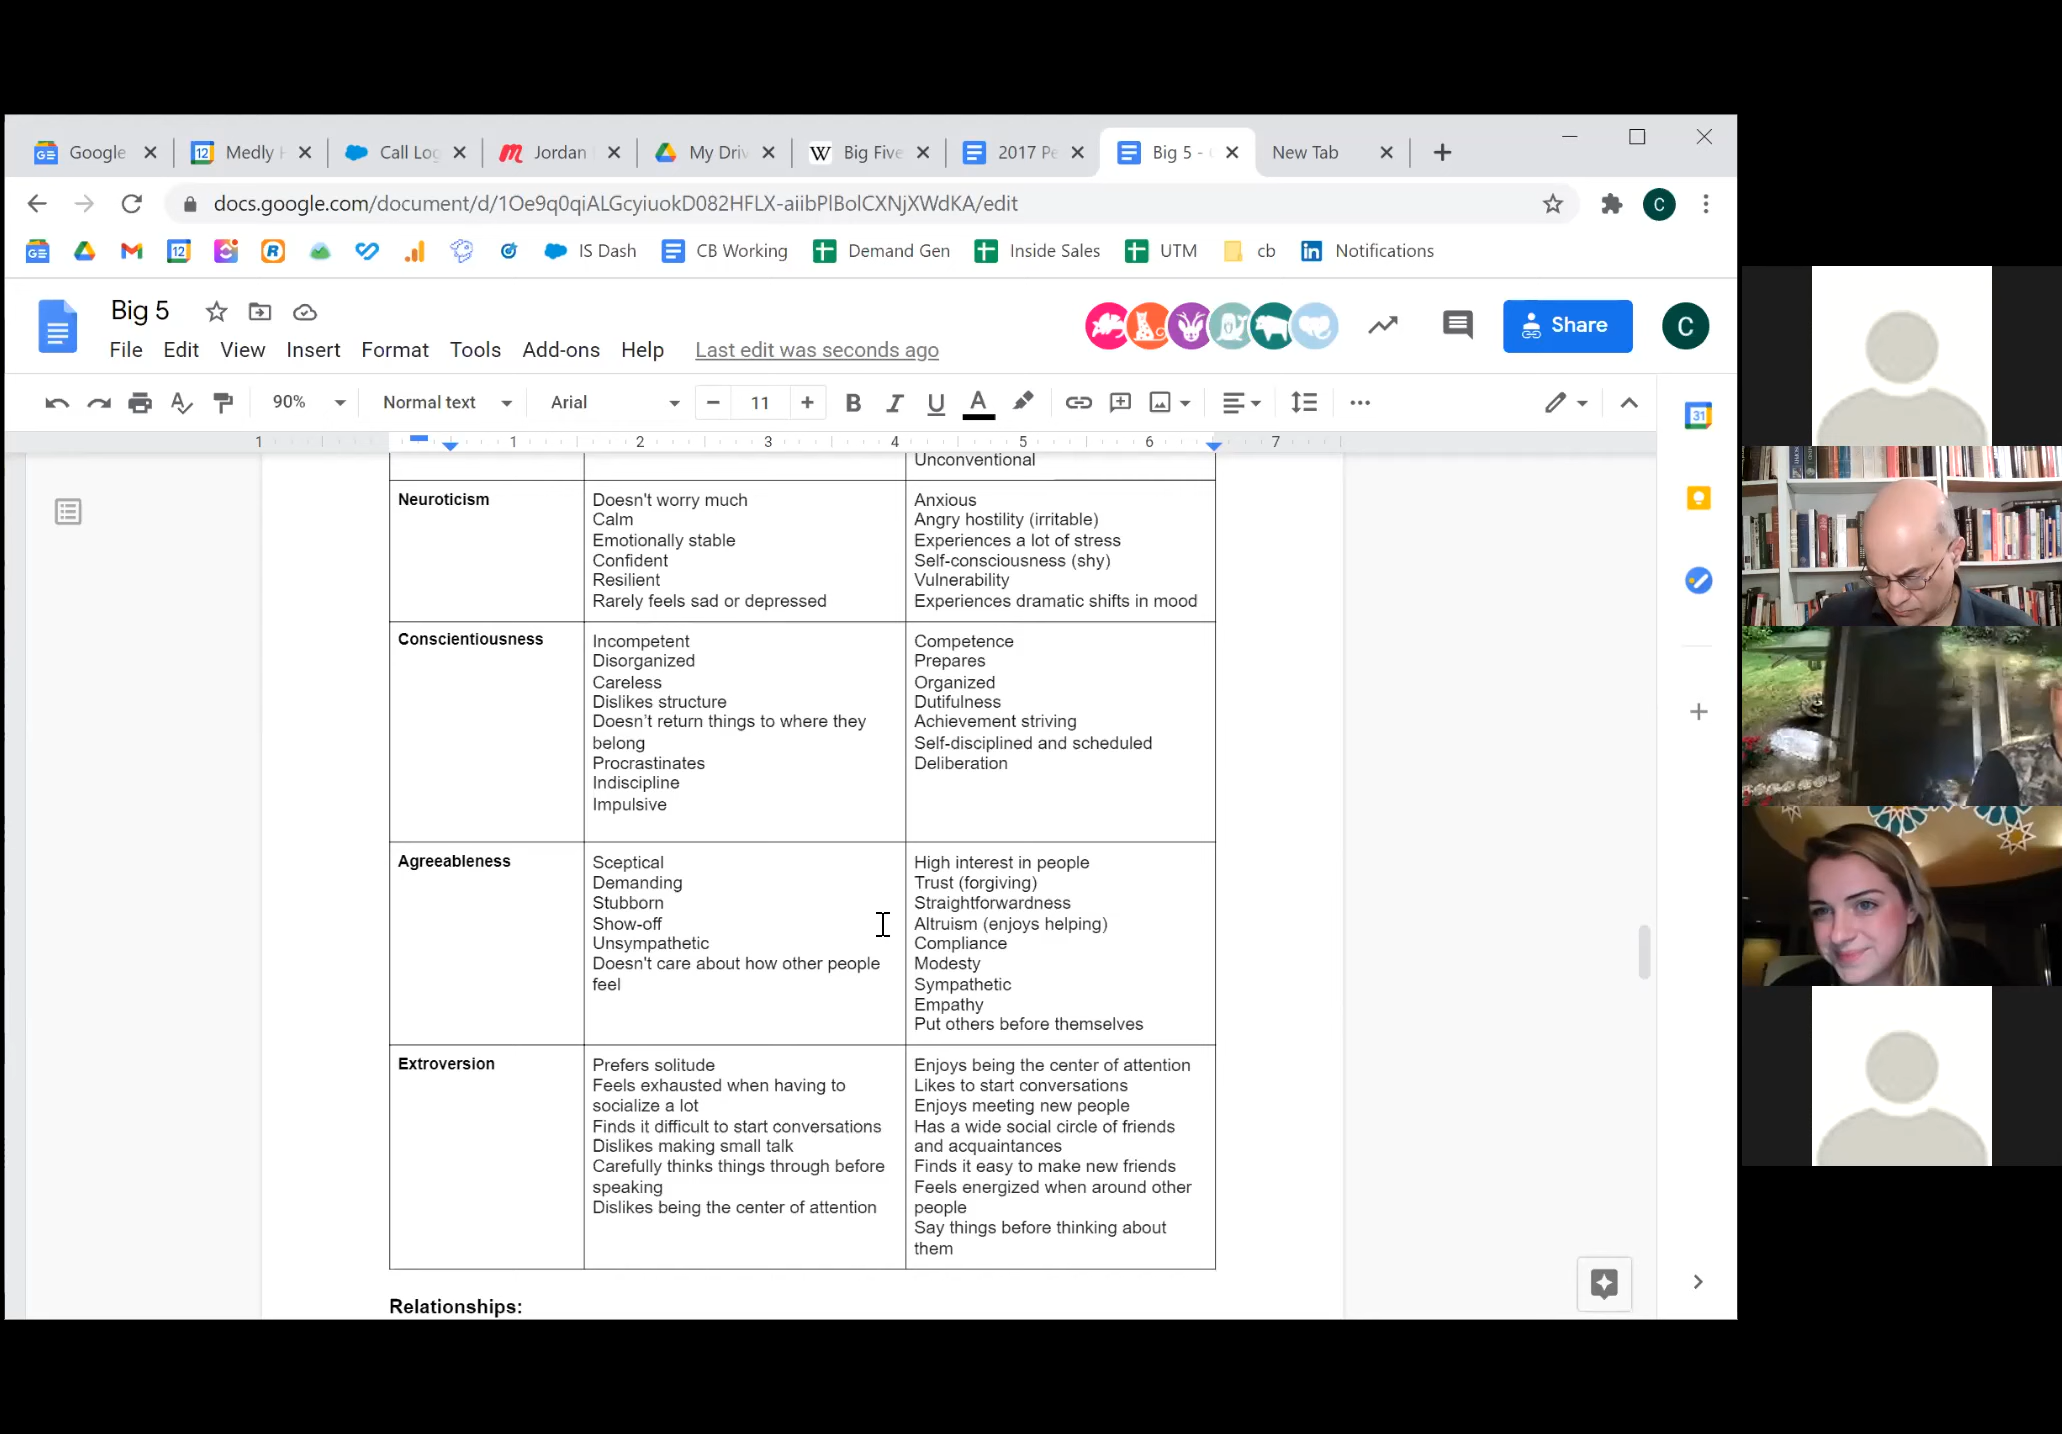 Google
Medly
Call Log
Jordan
My Driv
W Big Five
2017 Pe
Big 5 -
New Tab
docs.google.com/document/d/1Oe9q0qiALGcyiuokD082HFLX-aiibPlBolCXNjXWdKA/edit
C
IS Dash
CB Working
Demand Gen
Inside Sales
UTM
cb
Notifications
Big 5
File Edit View Insert Format Tools Add-ons Help Last edit was seconds ago
Share
C
90% Normal text Arial 11 B I U A
1 1 2 3 4 5 6 7
31
Unconventional
Neuroticism
Doesn't worry much
Calm
Emotionally stable
Confident
Resilient
Rarely feels sad or depressed
Anxious
Angry hostility (irritable)
Experiences a lot of stress
Self-consciousness (shy)
Vulnerability
Experiences dramatic shifts in mood
Conscientiousness
Incompetent
Disorganized
Careless
Dislikes structure
Doesn't return things to where they
belong
Procrastinates
Indiscipline
Impulsive
Competence
Prepares
Organized
Dutifulness
Achievement striving
Self-disciplined and scheduled
Deliberation
Agreeableness
Sceptical
Demanding
Stubborn
Show-off
Unsympathetic
Doesn't care about how other people
feel
High interest in people
Trust (forgiving)
Straightforwardness
Altruism (enjoys helping)
Compliance
Modesty
Sympathetic
Empathy
Put others before themselves
Extroversion
Prefers solitude
Feels exhausted when having to
socialize a lot
Finds it difficult to start conversations
Dislikes making small talk
Carefully thinks things through before
speaking
Dislikes being the center of attention
Enjoys being the center of attention
Likes to start conversations
Enjoys meeting new people
Has a wide social circle of friends
and acquaintances
Finds it easy to make new friends
Feels energized when around other
people
Say things before thinking about
them
Relationships: